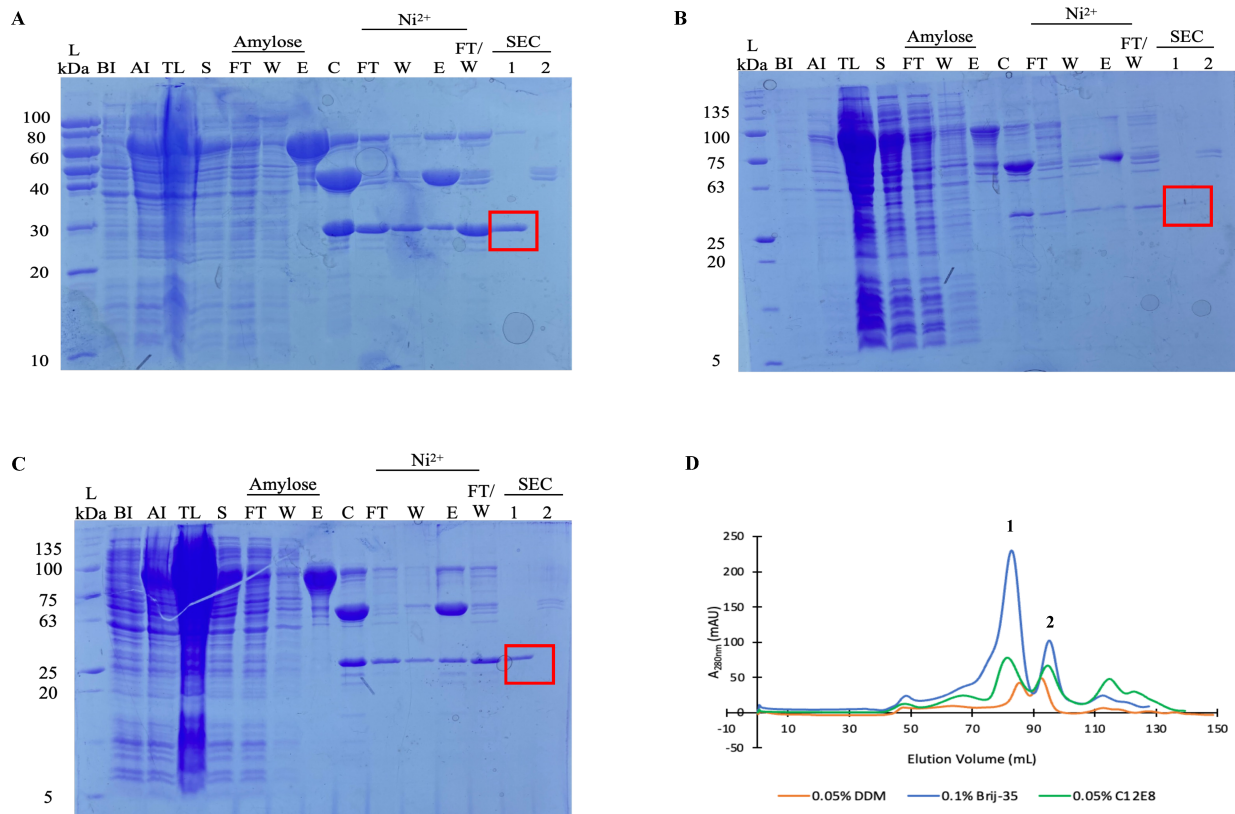 A
Ni²⁺
Amylose
FT/
SEC
L
kDa BI AI TL S FT W E C FT W E W 1 2
100
80
60
40
30
20
10
B
Ni²⁺
Amylose
FT/
SEC
L
kDa BI AI TL S FT W E C FT W E W 1 2
135
100
75
63
25
20
5
C
Ni²⁺
Amylose
FT/
SEC
L
kDa BI AI TL S FT W E C FT W E W 1 2
135
100
75
63
25
20
5
D
1
2
250
200
150
100
50
0
-50
A280nm (mAU)
-10 10 30 50 70 90 110 130 150
Elution Volume (mL)
0.05% DDM 0.1% Brij-35 0.05% C12E8